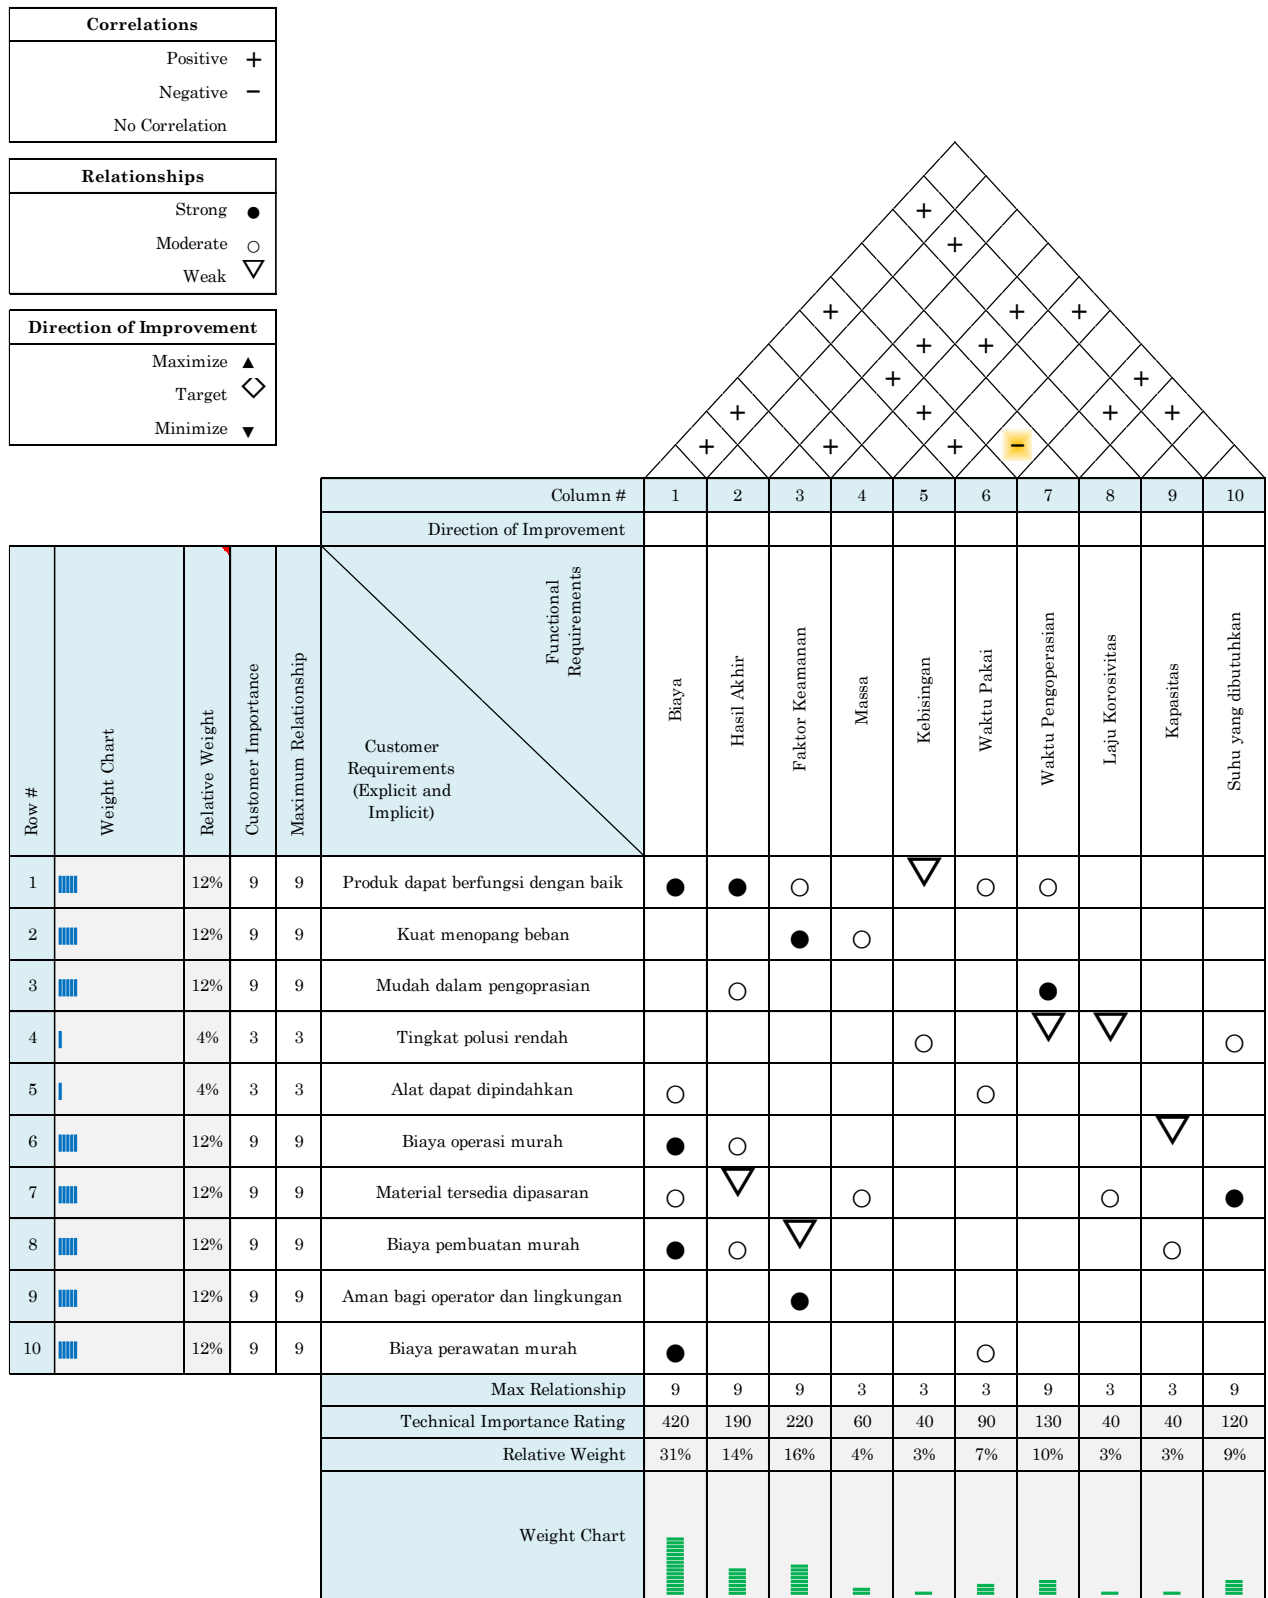 Correlations
Positive +
Negative −
No Correlation
Relationships
Strong ●
Moderate ○
Weak ▽
Direction of Improvement
Maximize ▲
Target ◇
Minimize ▼
+
+
+ + +
+ +
+ +
+ + + +
+ + + −
Column # 1 2 3 4 5 6 7 8 9 10
Direction of Improvement
Row #
Weight Chart
Relative Weight
Customer Importance
Maximum Relationship
Customer
Requirements
(Explicit and
Implicit)
Functional
Requirements
Biaya
Hasil Akhir
Faktor Keamanan
Massa
Kebisingan
Waktu Pakai
Waktu Pengoperasian
Laju Korosivitas
Kapasitas
Suhu yang dibutuhkan
1 12% 9 9 Produk dapat berfungsi dengan baik ● ● ○ ▽ ○ ○
2 12% 9 9 Kuat menopang beban ● ○
3 12% 9 9 Mudah dalam pengoprasian ○ ●
4 4% 3 3 Tingkat polusi rendah ○ ▽ ▽ ○
5 4% 3 3 Alat dapat dipindahkan ○ ○
6 12% 9 9 Biaya operasi murah ● ○ ▽
7 12% 9 9 Material tersedia dipasaran ○ ▽ ○ ○ ●
8 12% 9 9 Biaya pembuatan murah ● ○ ▽ ○
9 12% 9 9 Aman bagi operator dan lingkungan ●
10 12% 9 9 Biaya perawatan murah ● ○
Max Relationship 9 9 9 3 3 3 9 3 3 9
Technical Importance Rating 420 190 220 60 40 90 130 40 40 120
Relative Weight 31% 14% 16% 4% 3% 7% 10% 3% 3% 9%
Weight Chart